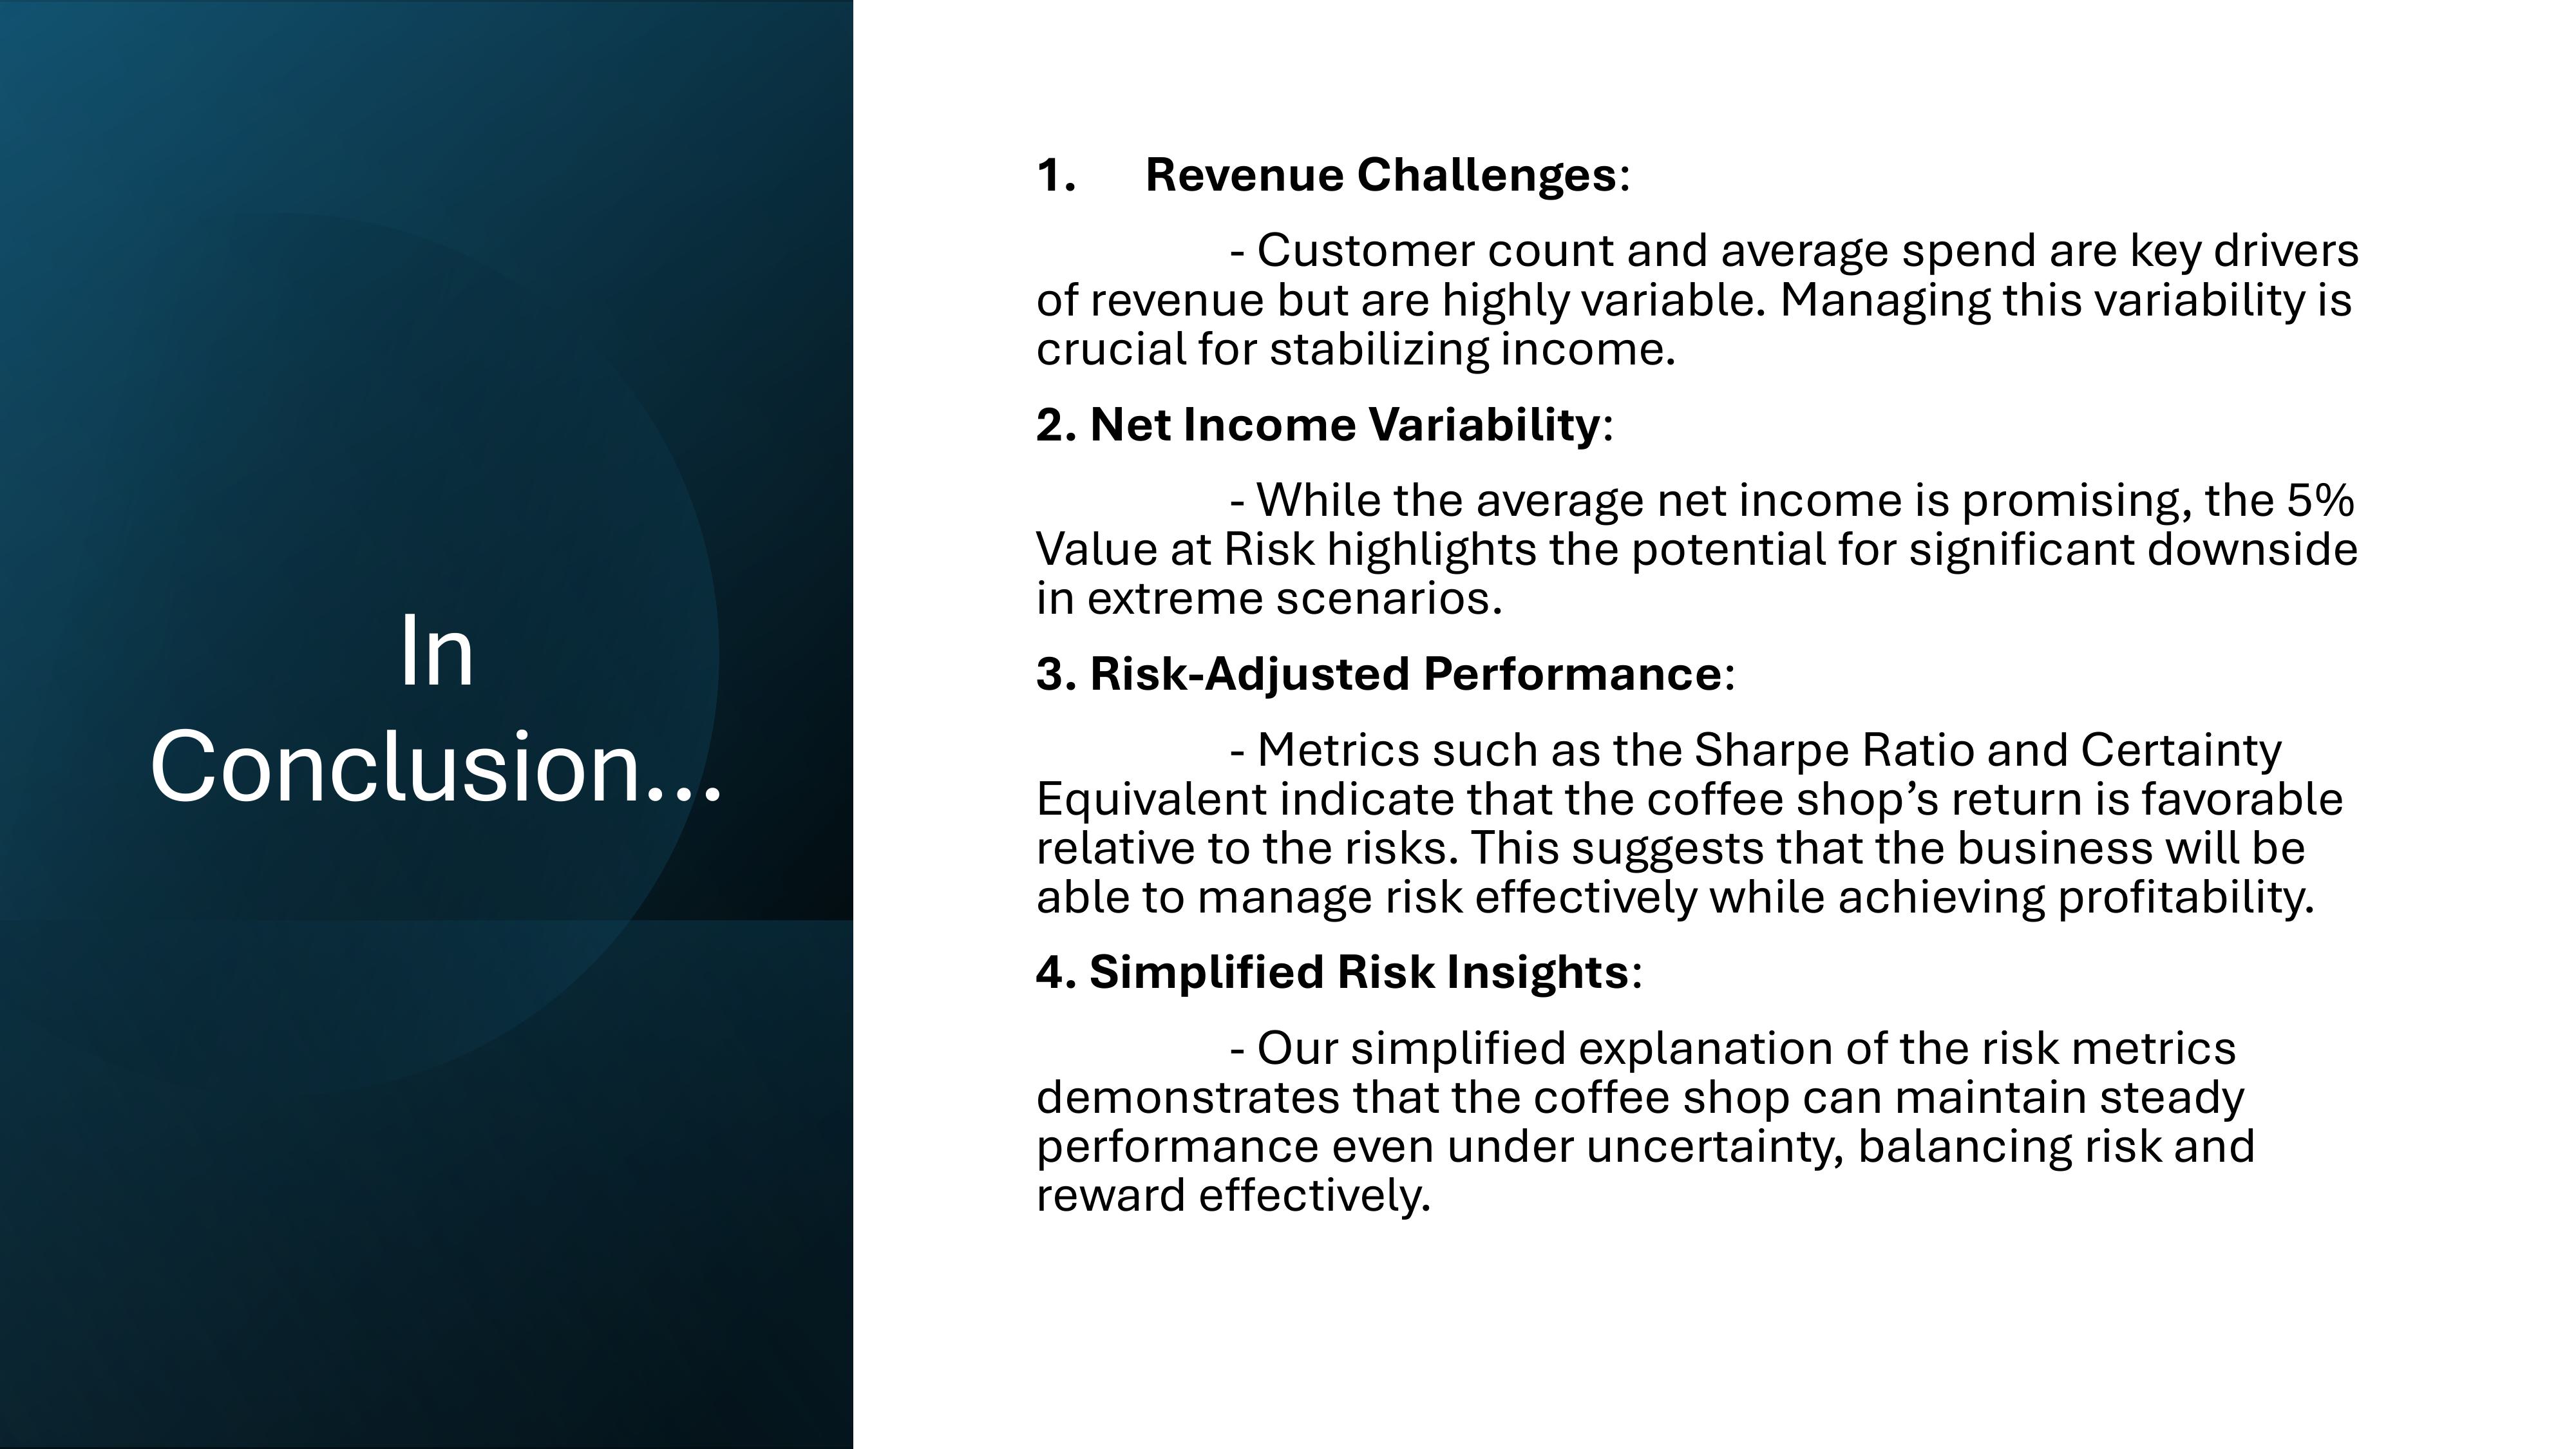 In
Conclusion...
1. Revenue Challenges:
- Customer count and average spend are key drivers
of revenue but are highly variable. Managing this variability is
crucial for stabilizing income.
2. Net Income Variability:
- While the average net income is promising, the 5%
Value at Risk highlights the potential for significant downside
in extreme scenarios.
3. Risk-Adjusted Performance:
- Metrics such as the Sharpe Ratio and Certainty
Equivalent indicate that the coffee shop’s return is favorable
relative to the risks. This suggests that the business will be
able to manage risk effectively while achieving profitability.
4. Simplified Risk Insights:
- Our simplified explanation of the risk metrics
demonstrates that the coffee shop can maintain steady
performance even under uncertainty, balancing risk and
reward effectively.